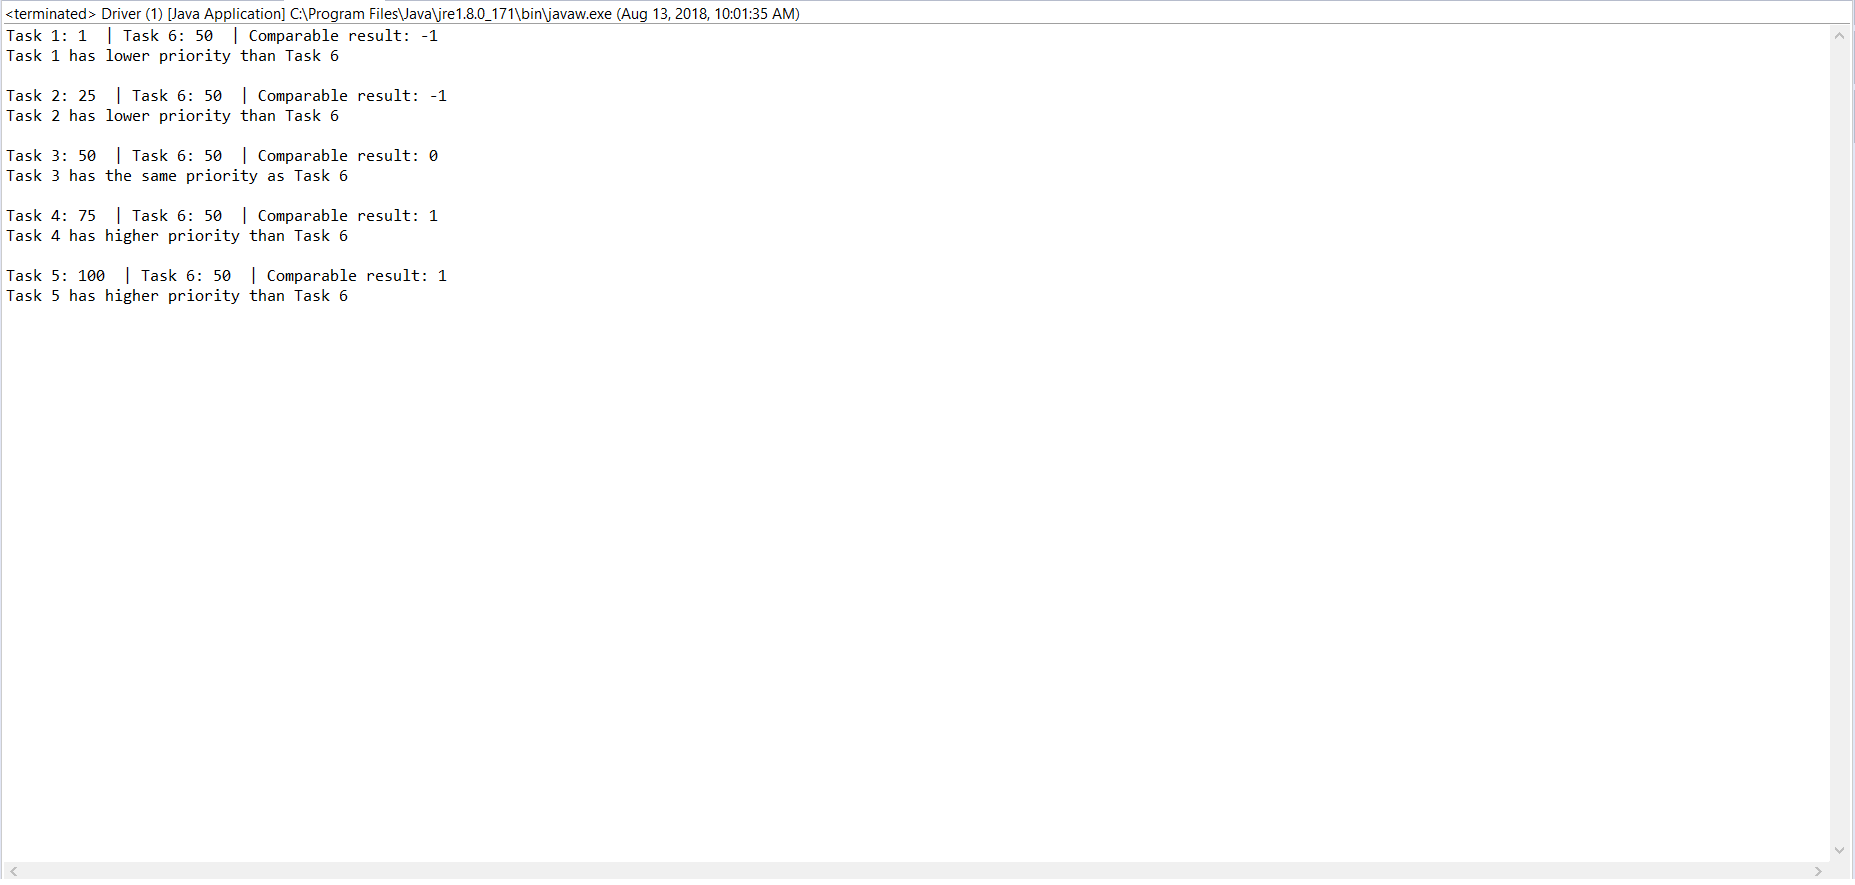 <terminated> Driver (1) [Java Application] C:\Program Files\Java\jre1.8.0_171\bin\javaw.exe (Aug 13, 2018, 10:01:35 AM)
Task 1: 1  | Task 6: 50  | Comparable result: -1
Task 1 has lower priority than Task 6
Task 2: 25  | Task 6: 50  | Comparable result: -1
Task 2 has lower priority than Task 6
Task 3: 50  | Task 6: 50  | Comparable result: 0
Task 3 has the same priority as Task 6
Task 4: 75  | Task 6: 50  | Comparable result: 1
Task 4 has higher priority than Task 6
Task 5: 100  | Task 6: 50  | Comparable result: 1
Task 5 has higher priority than Task 6